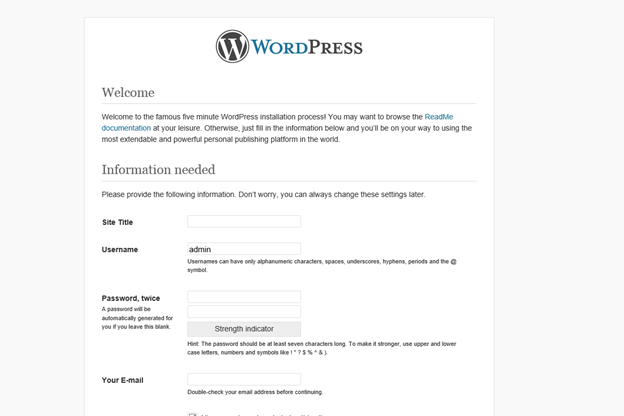 WORDPRESS
Welcome
Welcome to the famous five minute WordPress installation process! You may want to browse the ReadMe
documentation at your leisure. Otherwise, just fill in the information below and you'll be on your way to using the
most extendable and powerful personal publishing platform in the world.
Information needed
Please provide the following information. Don't worry, you can always change these settings later.
Site Title
Username
admin
Usernames can have only alphanumeric characters, spaces, underscores, hyphens, periods and the @
symbol.
Password, twice
A password will be
automatically generated for
you if you leave this blank.
Strength indicator
Hint: The password should be at least seven characters long. To make it stronger, use upper and lower
case letters, numbers and symbols like ! " ? $ % ^ & ).
Your E-mail
Double-check your email address before continuing.